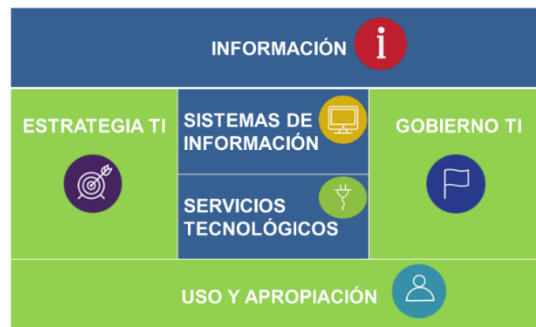 INFORMACIÓN
i
ESTRATEGIA TI
SISTEMAS DE
INFORMACIÓN
GOBIERNO TI
SERVICIOS
TECNOLÓGICOS
USO Y APROPIACIÓN